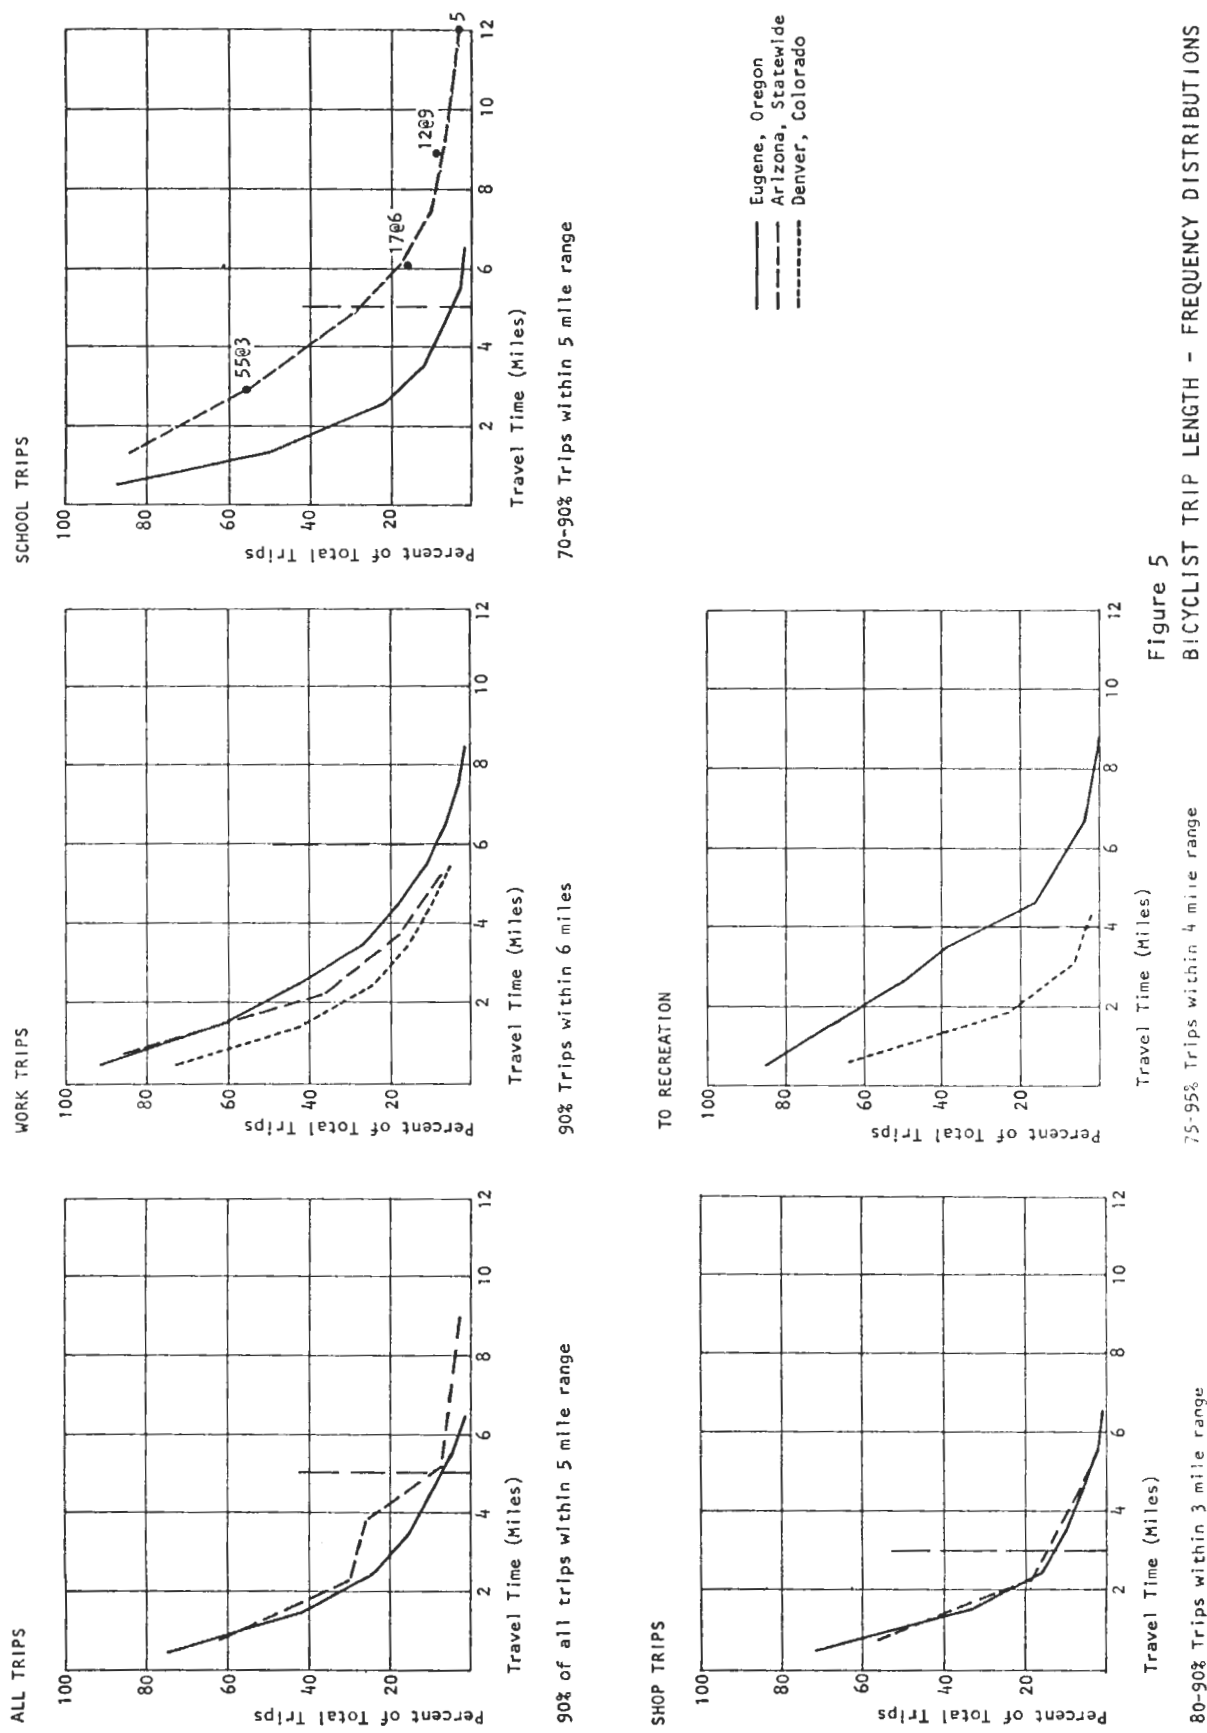 ALL TRIPS
100
80
60
40
20
Percent of Total Trips
2
4
6
8
10
12
Travel Time (Miles)
90% of all trips within 5 mile range
WORK TRIPS
100
80
60
40
20
Percent of Total Trips
2
4
6
8
10
12
Travel Time (Miles)
90% Trips within 6 miles
SCHOOL TRIPS
100
80
60
40
20
Percent of Total Trips
55@3
17@6
12@9
5
2
4
6
8
10
12
Travel Time (Miles)
70-90% Trips within 5 mile range
SHOP TRIPS
100
80
60
40
20
Percent of Total Trips
2
4
6
8
10
12
Travel Time (Miles)
80-90% Trips within 3 mile range
TO RECREATION
100
80
60
40
20
Percent of Total Trips
2
4
6
8
10
12
Travel Time (Miles)
75-95% Trips within 4 mile range
Eugene, Oregon
Arizona, Statewide
Denver, Colorado
Figure 5
BICYCLIST TRIP LENGTH - FREQUENCY DISTRIBUTIONS